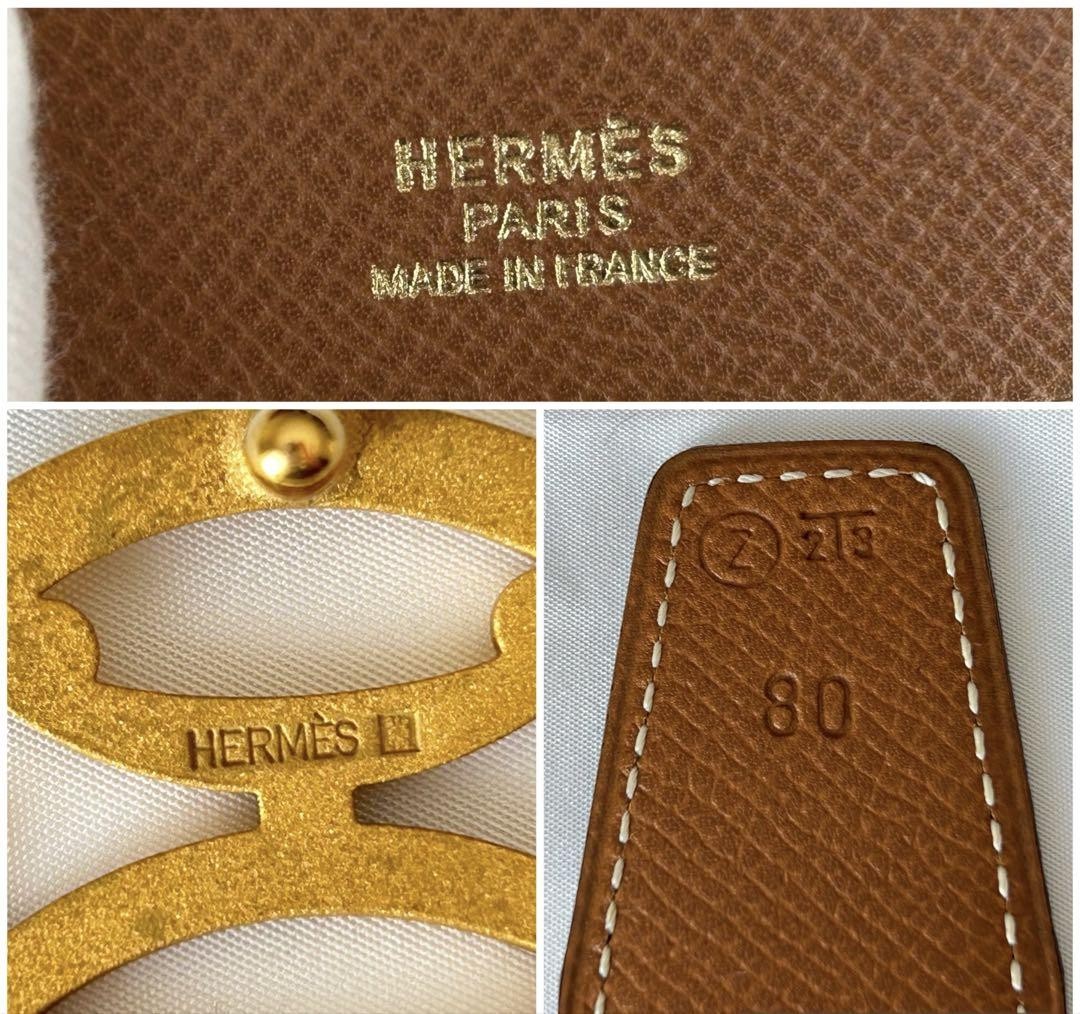 HERMÈS
PARIS
MADE IN FRANCE
HERMÈS
Z 2T3
80